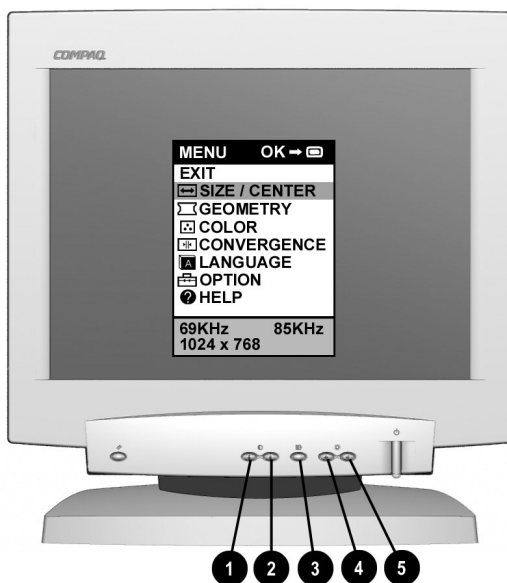 COMPAQ
MENU OK
EXIT
SIZE / CENTER
GEOMETRY
COLOR
CONVERGENCE
A LANGUAGE
OPTION
? HELP
69KHz 85KHz
1024 x 768
1 2 3 4 5